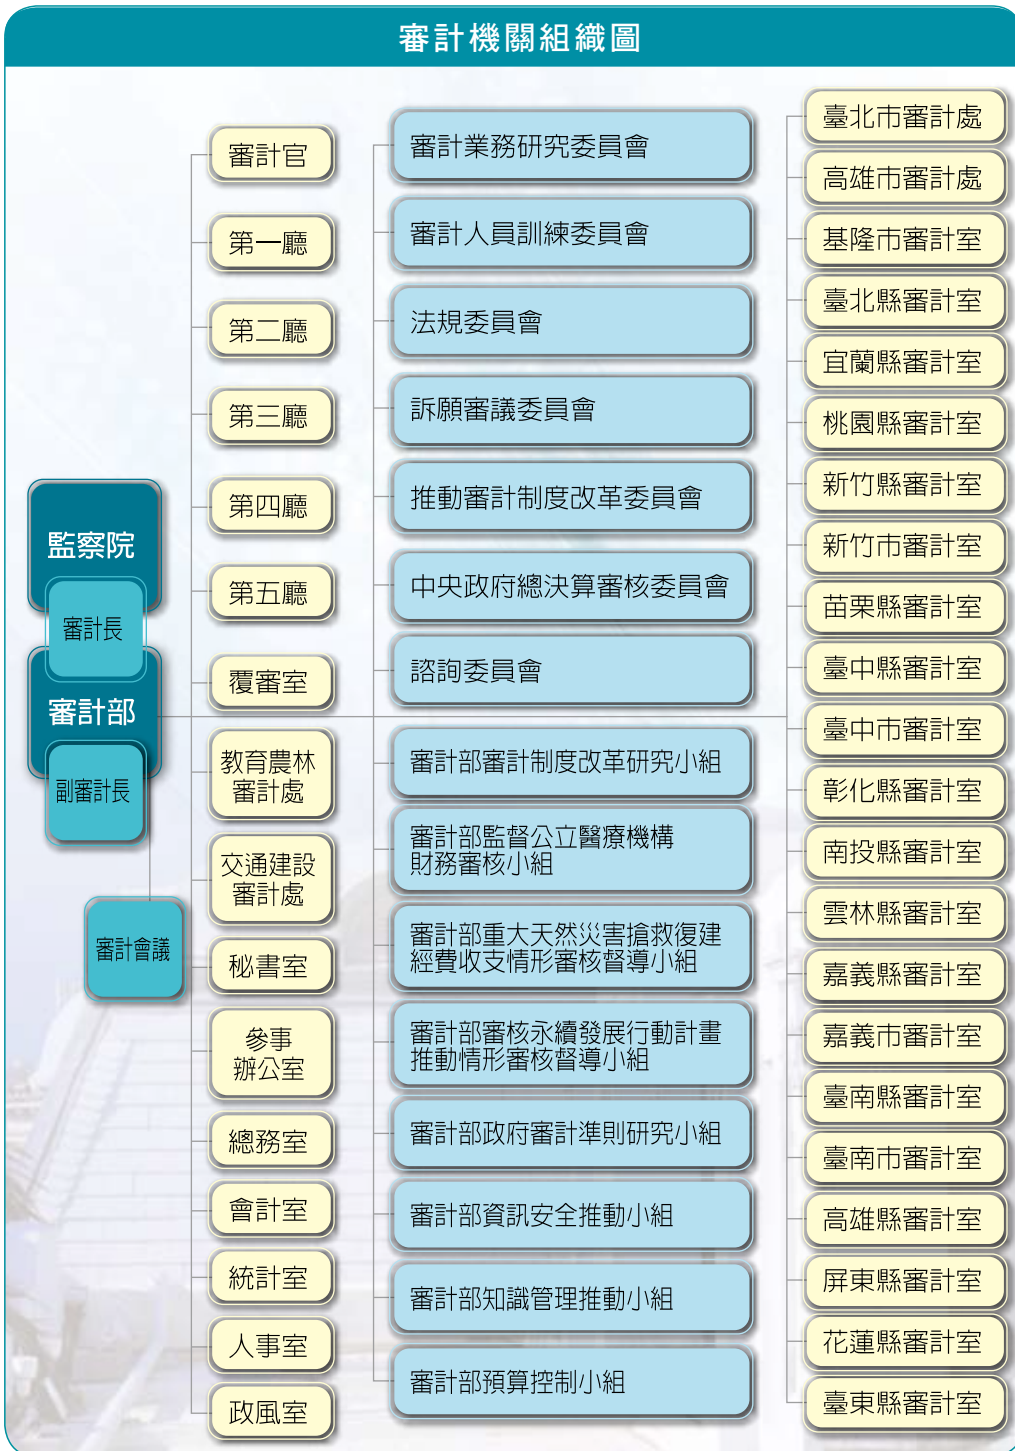 審計機關組織圖
監察院
審計長
審計部
副審計長
審計會議
審計官
第一廳
第二廳
第三廳
第四廳
第五廳
覆審室
教育農林
審計處
交通建設
審計處
秘書室
參事
辦公室
總務室
會計室
統計室
人事室
政風室
審計業務研究委員會
審計人員訓練委員會
法規委員會
訴願審議委員會
推動審計制度改革委員會
中央政府總決算審核委員會
諮詢委員會
審計部審計制度改革研究小組
審計部監督公立醫療機構
財務審核小組
審計部重大天然災害搶救復建
經費收支情形審核督導小組
審計部審核永續發展行動計畫
推動情形審核督導小組
審計部政府審計準則研究小組
審計部資訊安全推動小組
審計部知識管理推動小組
審計部預算控制小組
臺北市審計處
高雄市審計處
基隆市審計室
臺北縣審計室
宜蘭縣審計室
桃園縣審計室
新竹縣審計室
新竹市審計室
苗栗縣審計室
臺中縣審計室
臺中市審計室
彰化縣審計室
南投縣審計室
雲林縣審計室
嘉義縣審計室
嘉義市審計室
臺南縣審計室
臺南市審計室
高雄縣審計室
屏東縣審計室
花蓮縣審計室
臺東縣審計室